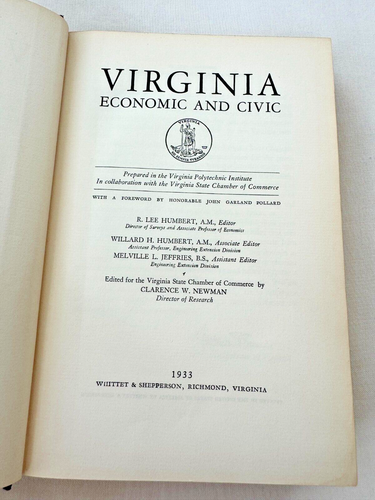 VIRGINIA
ECONOMIC AND CIVIC
VIRGINIA
Prepared in the Virginia Polytechnic Institute
In collaboration with the Virginia State Chamber of Commerce
WITH A FOREWORD BY HONORABLE JOHN GARLAND POLLARD
R. LEE HUMBERT, A.M., Editor
Director of Surveys and Associate Professor of Economics
WILLARD H. HUMBERT, A.M., Associate Editor
Assistant Professor, Engineering Extension Division
MELVILLE L. JEFFRIES, B.S., Assistant Editor
Engineering Extension Division
Edited for the Virginia State Chamber of Commerce by
CLARENCE W. NEWMAN
Director of Research
1933
WHITTET & SHEPPERSON, RICHMOND, VIRGINIA